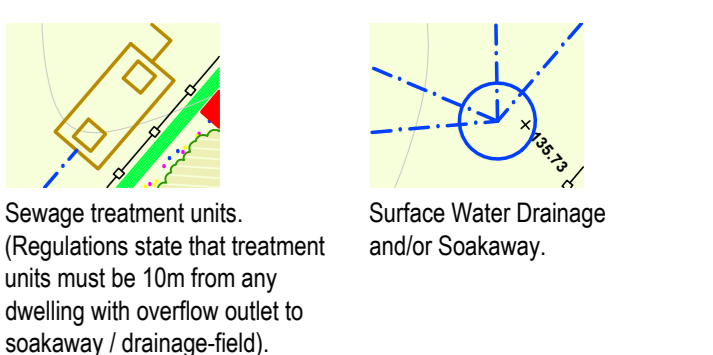 135.73
Sewage treatment units.
(Regulations state that treatment
units must be 10m from any
dwelling with overflow outlet to
soakaway / drainage-field).
Surface Water Drainage
and/or Soakaway.